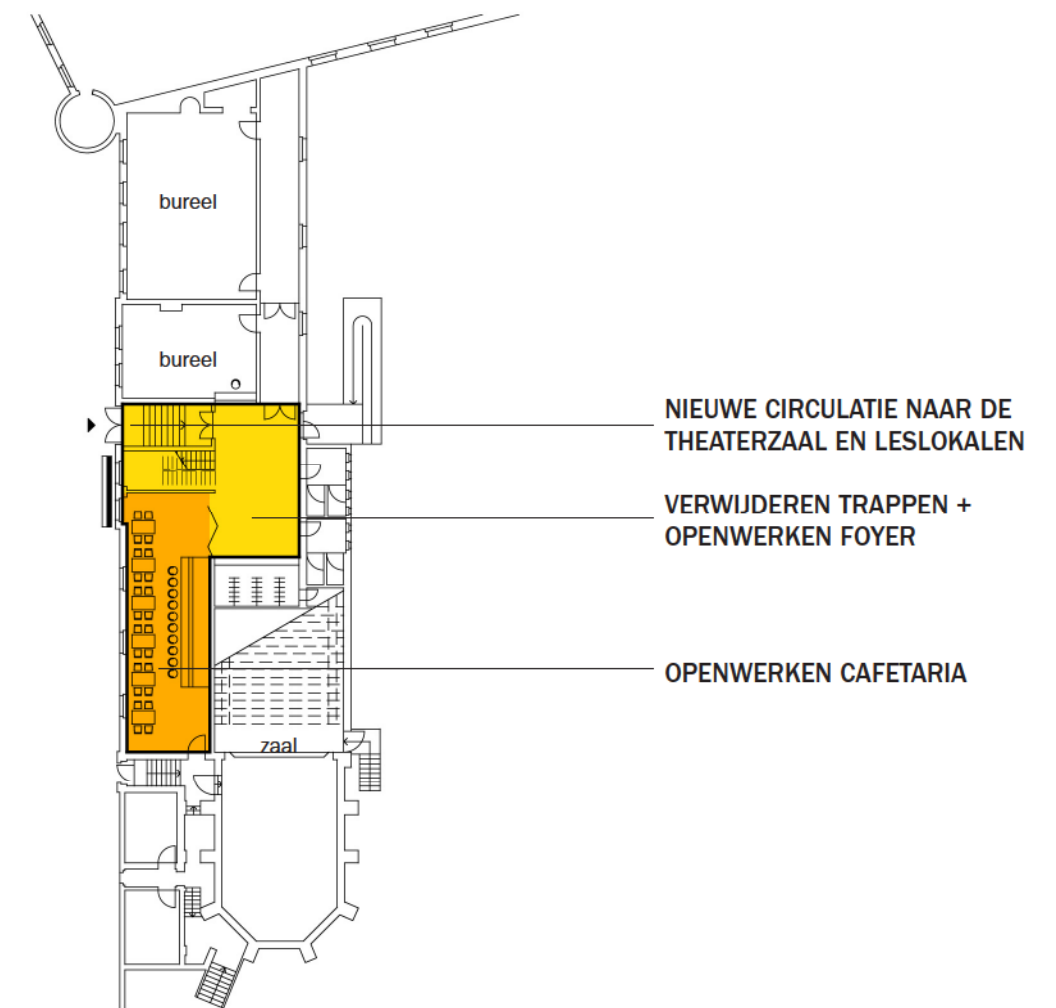 bureel
bureel
NIEUWE CIRCULATIE NAAR DE
THEATERZAAL EN LESLOKALEN
VERWIJDEREN TRAPPEN +
OPENWERKEN FOYER
OPENWERKEN CAFETARIA
zaal